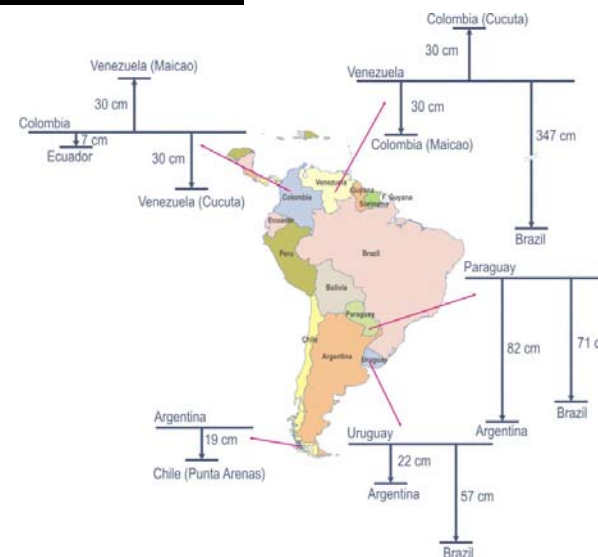 Colombia (Cucuta)
30 cm
Venezuela
30 cm
Colombia (Maicao)
347 cm
Brazil
Venezuela (Maicao)
30 cm
Colombia
7 cm
Ecuador
30 cm
Venezuela (Cucuta)
Venezuela
Guyana
F. Guyana
Suriname
Colombia
Ecuador
Peru
Brazil
Bolivia
Paraguay
Chile
Argentina
Uruguay
Paraguay
82 cm
71 c
Argentina
Brazil
Argentina
19 cm
Chile (Punta Arenas)
Uruguay
22 cm
Argentina
57 cm
Brazil